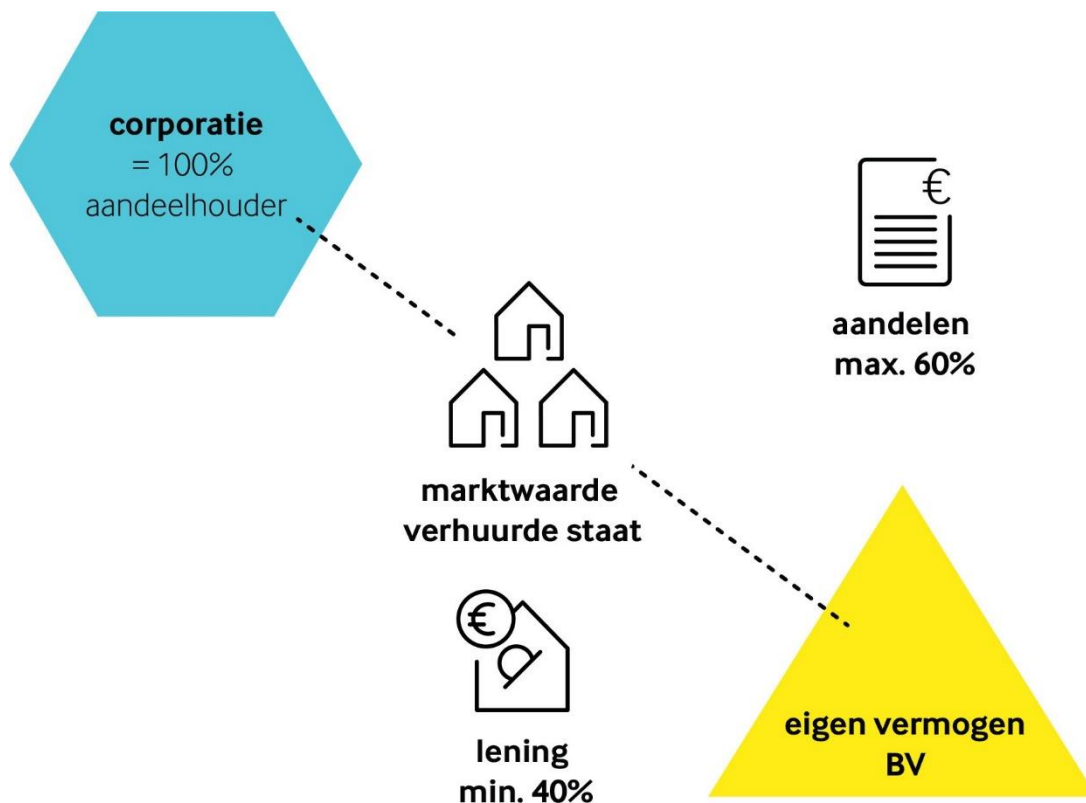 corporatie
= 100%
aandeelhouder
€
aandelen
max. 60%
marktwaarde
verhuurde staat
€
lening
min. 40%
eigen vermogen
BV